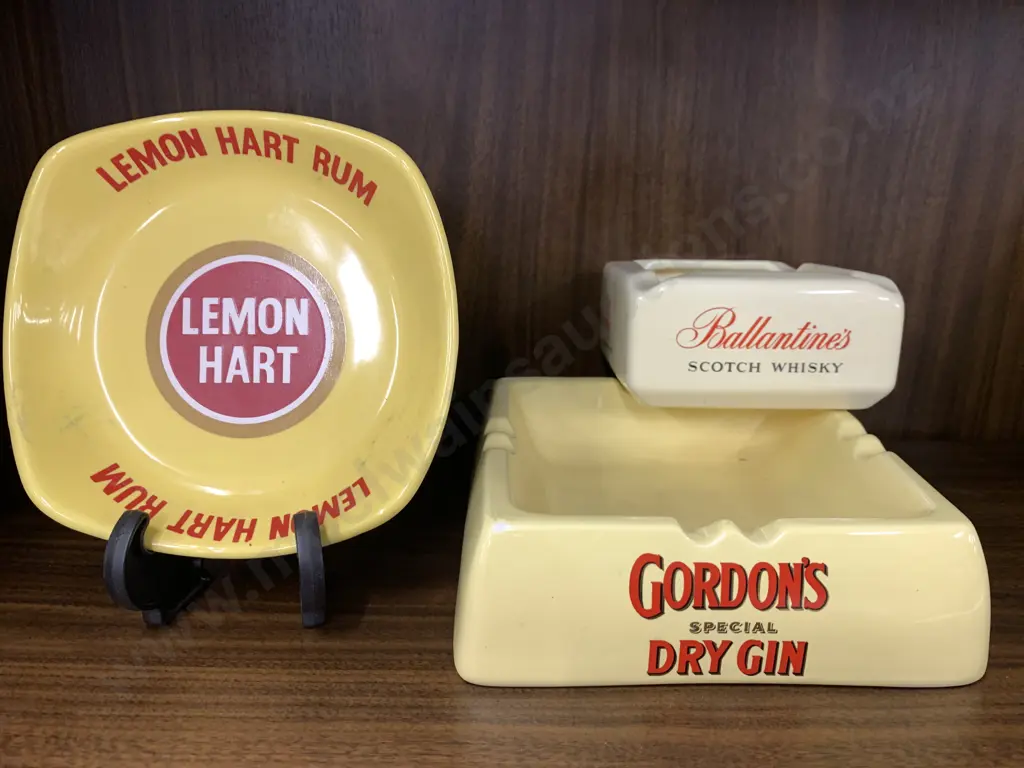 LEMON HART RUM
LEMON
HART
LEMON HART RUM
Ballantine's
SCOTCH WHISKY
GORDON'S
SPECIAL
DRY GIN